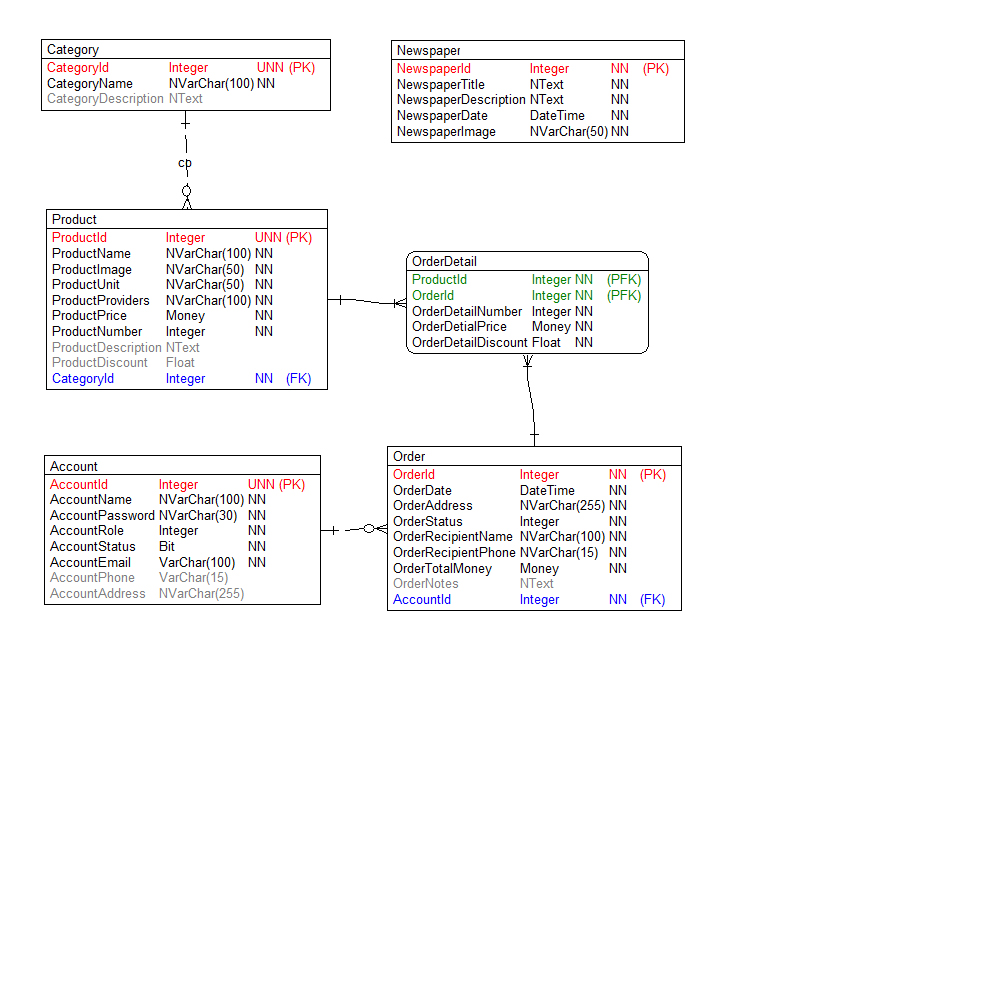 Category
CategoryId Integer UNN (PK)
CategoryName NVarChar(100) NN
CategoryDescription NText
Newspaper
NewspaperId Integer NN (PK)
NewspaperTitle NText NN
NewspaperDescription NText NN
NewspaperDate DateTime NN
NewspaperImage NVarChar(50) NN
cp
Product
ProductId Integer UNN (PK)
ProductName NVarChar(100) NN
ProductImage NVarChar(50) NN
ProductUnit NVarChar(50) NN
ProductProviders NVarChar(100) NN
ProductPrice Money NN
ProductNumber Integer NN
ProductDescription NText
ProductDiscount Float
CategoryId Integer NN (FK)
OrderDetail
ProductId Integer NN (PFK)
OrderId Integer NN (PFK)
OrderDetailNumber Integer NN
OrderDetialPrice Money NN
OrderDetailDiscount Float NN
Account
AccountId Integer UNN (PK)
AccountName NVarChar(100) NN
AccountPassword NVarChar(30) NN
AccountRole Integer NN
AccountStatus Bit NN
AccountEmail VarChar(100) NN
AccountPhone VarChar(15)
AccountAddress NVarChar(255)
Order
OrderId Integer NN (PK)
OrderDate DateTime NN
OrderAddress NVarChar(255) NN
OrderStatus Integer NN
OrderRecipientName NVarChar(100) NN
OrderRecipientPhone NVarChar(15) NN
OrderTotalMoney Money NN
OrderNotes NText
AccountId Integer NN (FK)